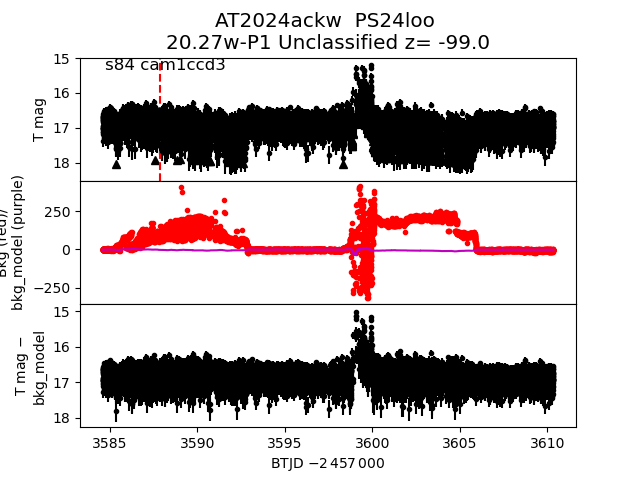 AT2024ackw  PS24loo
20.27w-P1 Unclassified z= -99.0
s84 cam1ccd3
15
16
17
18
T mag
250
0
−250
Bkg (red)/
bkg_model (purple)
15
16
17
18
T mag −
bkg_model
3585 3590 3595 3600 3605 3610
BTJD −2 457 000